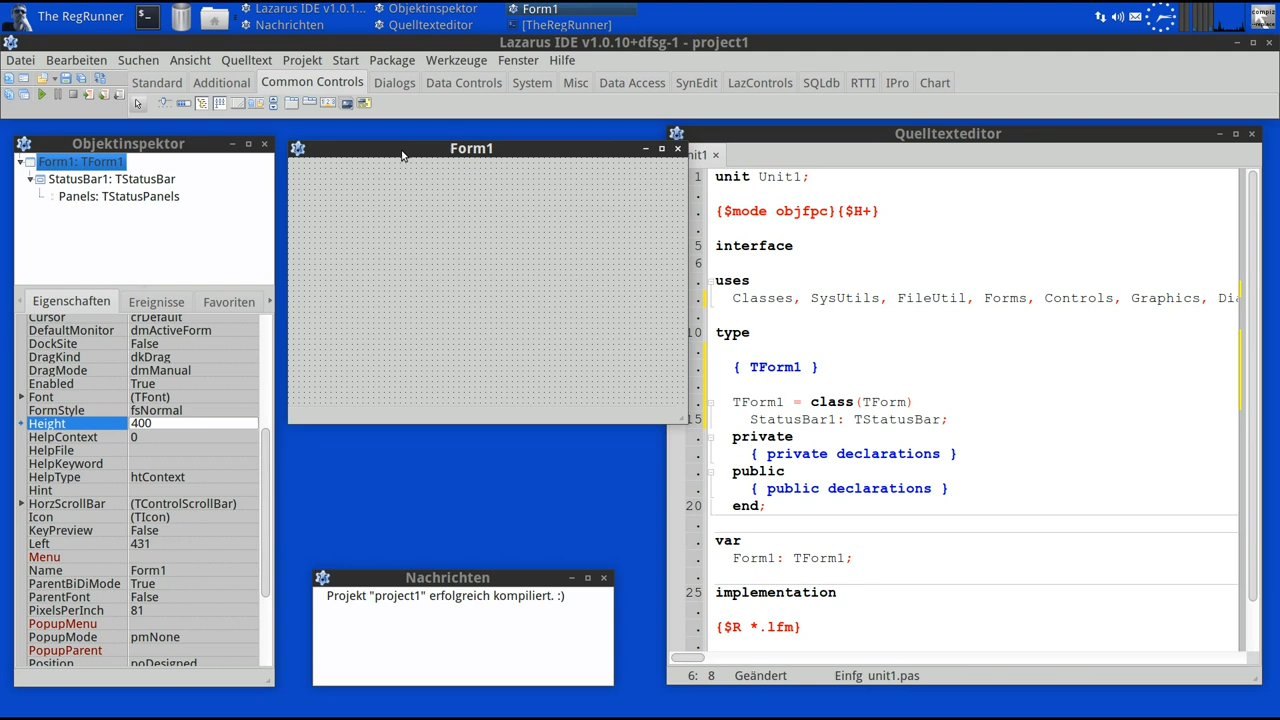 The RegRunner
Lazarus IDE v1.0.1...
Objektinspektor
Form1
Nachrichten
Quelltexteditor
[TheRegRunner]
compiz
--replace
Lazarus IDE v1.0.10+dfsg-1 - project1
Datei Bearbeiten Suchen Ansicht Quelltext Projekt Start Package Werkzeuge Fenster Hilfe
Standard Additional Common Controls Dialogs Data Controls System Misc Data Access SynEdit LazControls SQLdb RTTI IPro Chart
Objektinspektor
Form1: TForm1
StatusBar1: TStatusBar
Panels: TStatusPanels
Eigenschaften Ereignisse Favoriten
Cursor crDefault
DefaultMonitor dmActiveForm
DockSite False
DragKind dkDrag
DragMode dmManual
Enabled True
Font (TFont)
FormStyle fsNormal
Height 400
HelpContext 0
HelpFile
HelpKeyword
HelpType htContext
Hint
HorzScrollBar (TControlScrollBar)
Icon (TIcon)
KeyPreview False
Left 431
Menu
Name Form1
ParentBiDiMode True
ParentFont False
PixelsPerInch 81
PopupMenu
PopupMode pmNone
PopupParent
Position poDesigned
Form1
Nachrichten
Projekt "project1" erfolgreich kompiliert. :)
Quelltexteditor
nit1
1 unit Unit1;
. {$mode objfpc}{$H+}
5 interface
6
. uses
. Classes, SysUtils, FileUtil, Forms, Controls, Graphics, Dia
10 type
. { TForm1 }
. TForm1 = class(TForm)
15 StatusBar1: TStatusBar;
. private
. { private declarations }
. public
. { public declarations }
20 end;
. var
. Form1: TForm1;
25 implementation
. {$R *.lfm}
6: 8 Geändert Einfg unit1.pas